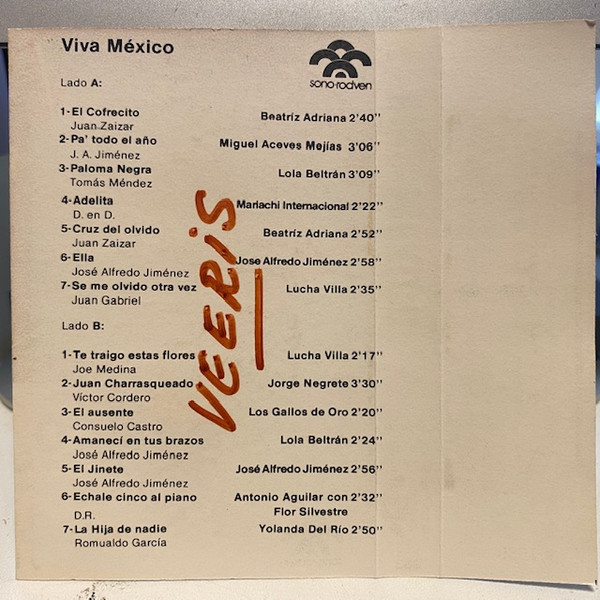 Viva México
sono-rodven
Lado A:
1-El Cofrecito Beatríz Adriana 2'40''
Juan Zaizar
2-Pa' todo el año Miguel Aceves Mejías 3'06''
J. A. Jiménez
3-Paloma Negra Lola Beltrán 3'09''
Tomás Méndez
4-Adelita Mariachi Internacional 2'22''
D. en D.
5-Cruz del olvido Beatríz Adriana 2'52''
Juan Zaizar
6-Ella Jose Alfredo Jiménez 2'58''
José Alfredo Jiménez
7-Se me olvido otra vez Lucha Villa 2'35''
Juan Gabriel
VEERiS
Lado B:
1-Te traigo estas flores Lucha Villa 2'17''
Joe Medina
2-Juan Charrasqueado Jorge Negrete 3'30''
Víctor Cordero
3-El ausente Los Gallos de Oro 2'20''
Consuelo Castro
4-Amanecí en tus brazos Lola Beltrán 2'24''
José Alfredo Jiménez
5-El Jinete José Alfredo Jiménez 2'56''
José Alfredo Jiménez
6-Echale cinco al piano Antonio Aguilar con 2'32''
Flor Silvestre
D.R.
7-La Hija de nadie Yolanda Del Río 2'50''
Romualdo García